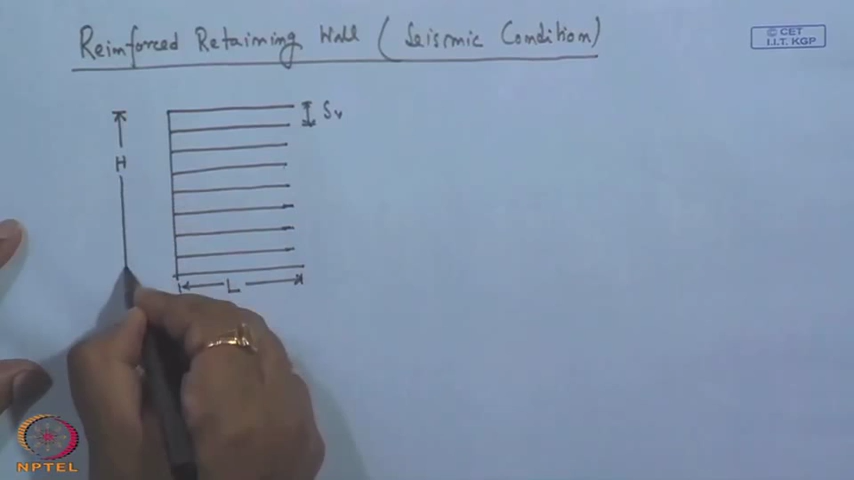 Reinforced Retaining Wall (Seismic Condition)
© CET
I.I.T. KGP
Sv
H
L
NPTEL